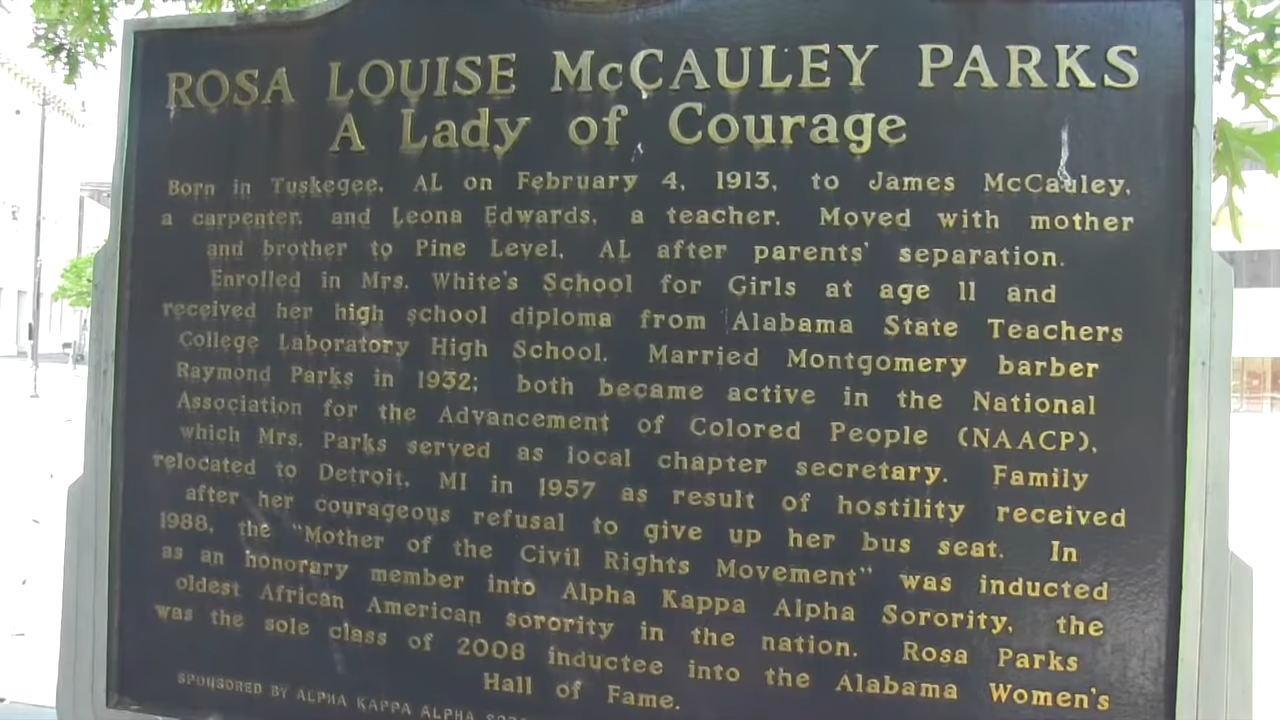 ROSA LOUISE McCAULEY PARKS
A Lady of Courage
Born in Tuskegee, AL on February 4, 1913, to James McCauley,
a carpenter, and Leona Edwards, a teacher. Moved with mother
and brother to Pine Level, AL after parents' separation.
Enrolled in Mrs. White's School for Girls at age 11 and
received her high school diploma from Alabama State Teachers
College Laboratory High School. Married Montgomery barber
Raymond Parks in 1932; both became active in the National
Association for the Advancement of Colored People (NAACP),
which Mrs. Parks served as local chapter secretary. Family
relocated to Detroit, MI in 1957 as result of hostility received
after her courageous refusal to give up her bus seat. In
1988, the "Mother of the Civil Rights Movement" was inducted
as an honorary member into Alpha Kappa Alpha Sorority, the
oldest African American sorority in the nation. Rosa Parks
was the sole class of 2008 inductee into the Alabama Women's
Hall of Fame.
SPONSORED BY ALPHA KAPPA ALPHA